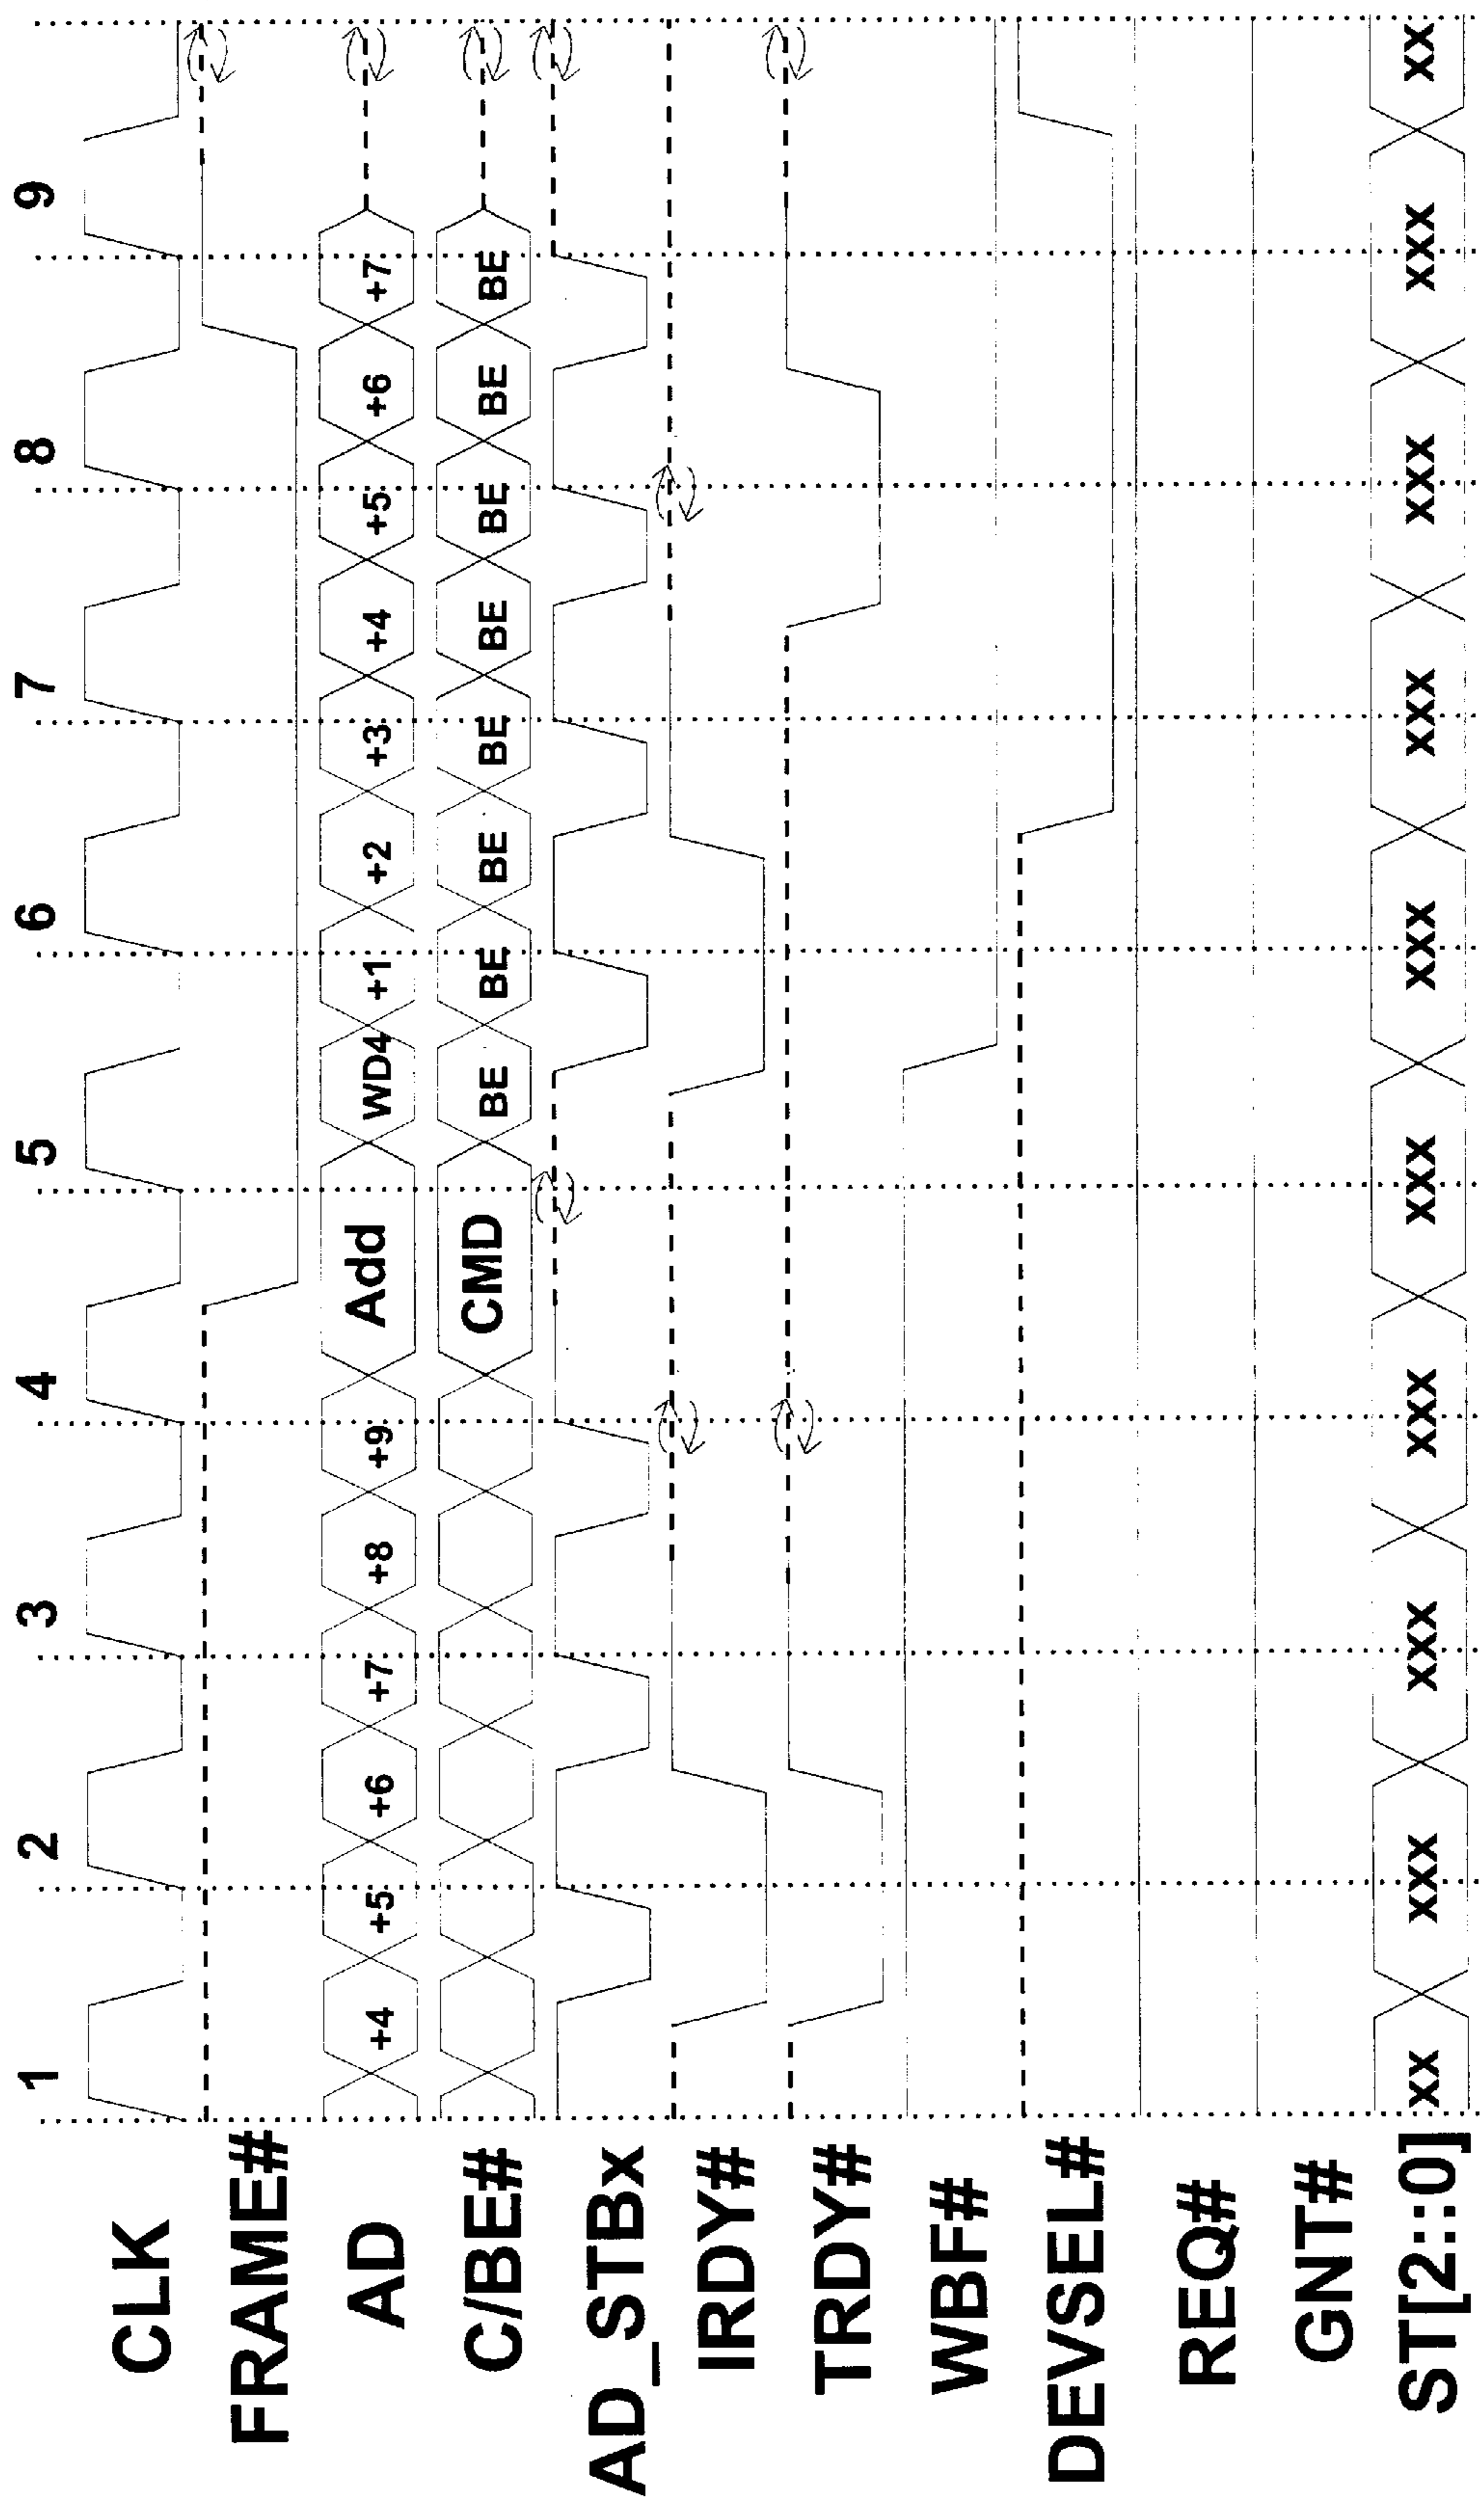 1 2 3 4 5 6 7 8 9
CLK
FRAME#
AD +4 +5 +6 +7 +8 +9 Add WD4 +1 +2 +3 +4 +5 +6 +7
C/BE# CMD BE BE BE BE BE BE BE BE
AD_STBx
IRDY#
TRDY#
WBF#
DEVSEL#
REQ#
GNT#
ST[2::0] xx xxx xxx xxx xxx xxx xxx xxx xxx xx